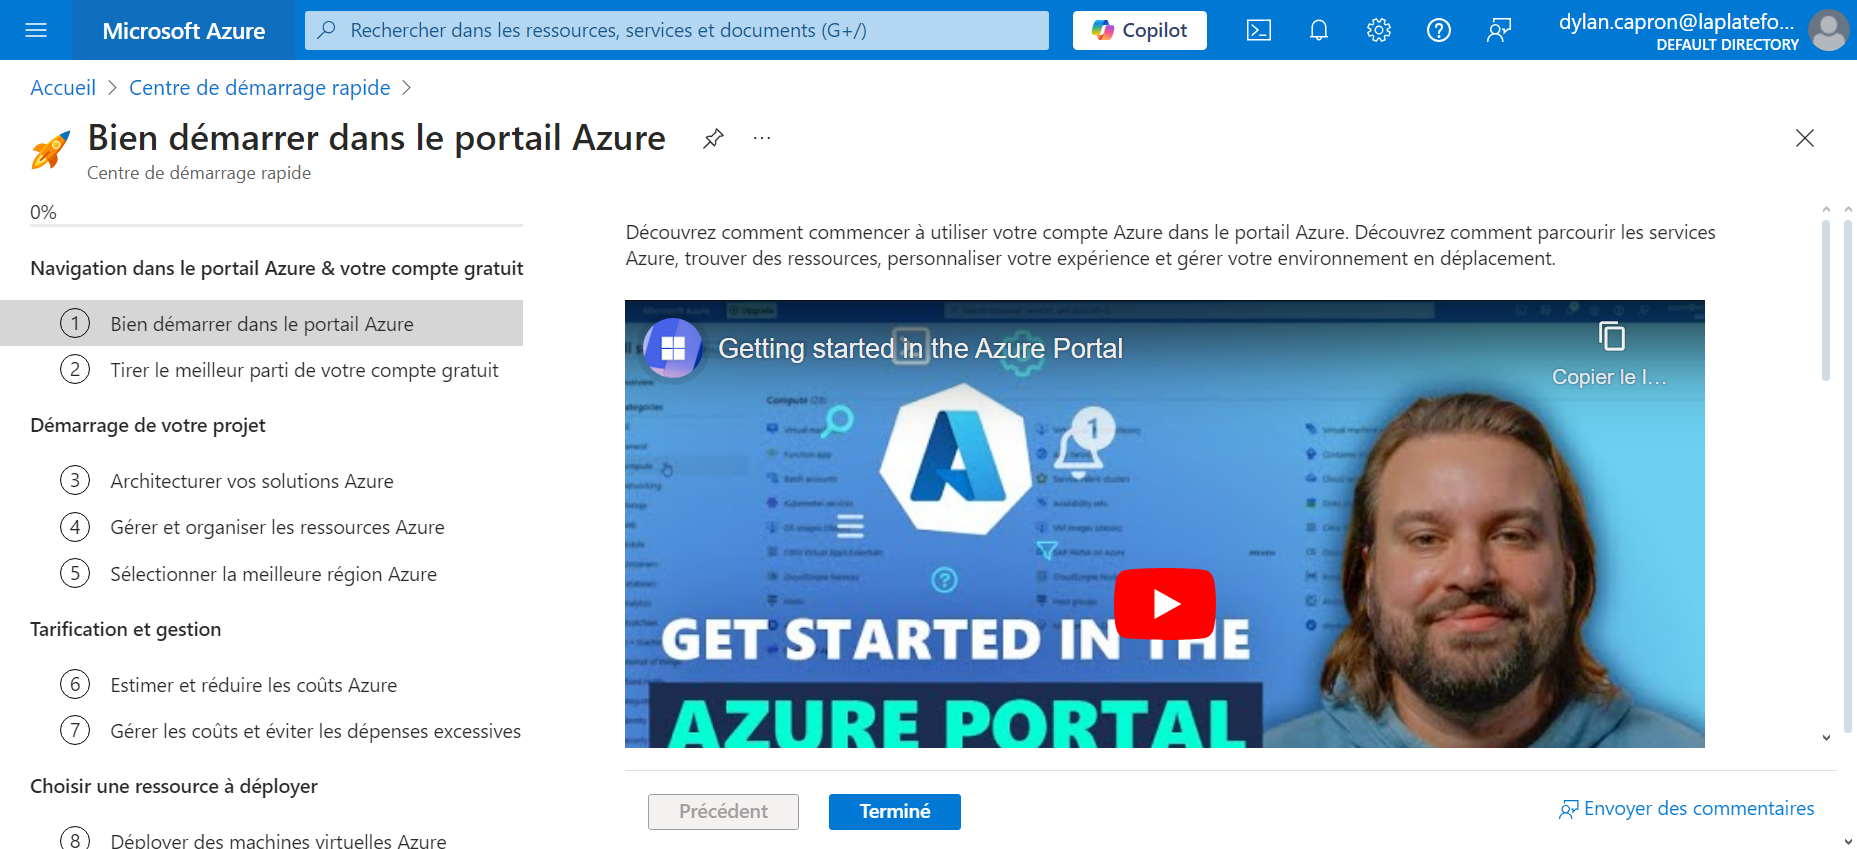 Microsoft Azure
Rechercher dans les ressources, services et documents (G+/)
Copilot
dylan.capron@laplatefo...
DEFAULT DIRECTORY
Accueil > Centre de démarrage rapide >
Bien démarrer dans le portail Azure
...
Centre de démarrage rapide
0%
Navigation dans le portail Azure & votre compte gratuit
1 Bien démarrer dans le portail Azure
2 Tirer le meilleur parti de votre compte gratuit
Démarrage de votre projet
3 Architecturer vos solutions Azure
4 Gérer et organiser les ressources Azure
5 Sélectionner la meilleure région Azure
Tarification et gestion
6 Estimer et réduire les coûts Azure
7 Gérer les coûts et éviter les dépenses excessives
Choisir une ressource à déployer
8 Déployer des machines virtuelles Azure
Découvrez comment commencer à utiliser votre compte Azure dans le portail Azure. Découvrez comment parcourir les services
Azure, trouver des ressources, personnaliser votre expérience et gérer votre environnement en déplacement.
Getting started in the Azure Portal
Copier le l...
1
GET STARTED IN THE
AZURE PORTAL
Précédent
Terminé
Envoyer des commentaires